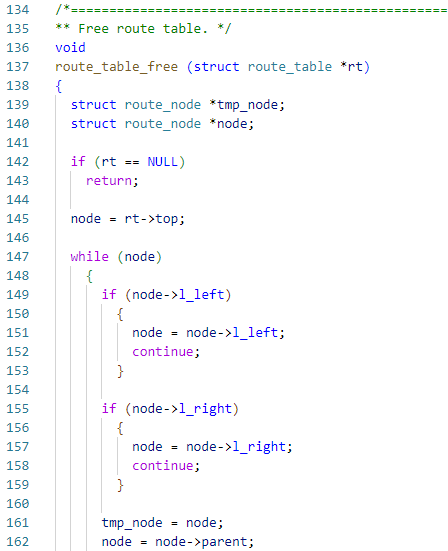 134 /*=================================================
135 ** Free route table. */
136 void
137 route_table_free (struct route_table *rt)
138 {
139 struct route_node *tmp_node;
140 struct route_node *node;
141
142 if (rt == NULL)
143 return;
144
145 node = rt->top;
146
147 while (node)
148 {
149 if (node->l_left)
150 {
151 node = node->l_left;
152 continue;
153 }
154
155 if (node->l_right)
156 {
157 node = node->l_right;
158 continue;
159 }
160
161 tmp_node = node;
162 node = node->parent;